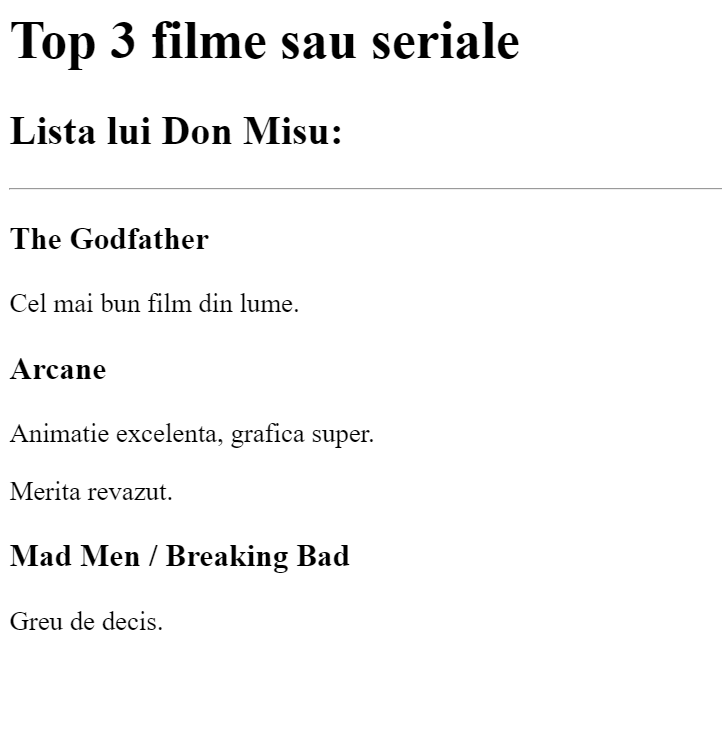 Top 3 filme sau seriale
Lista lui Don Misu:
The Godfather
Cel mai bun film din lume.
Arcane
Animatie excelenta, grafica super.
Merita revazut.
Mad Men / Breaking Bad
Greu de decis.